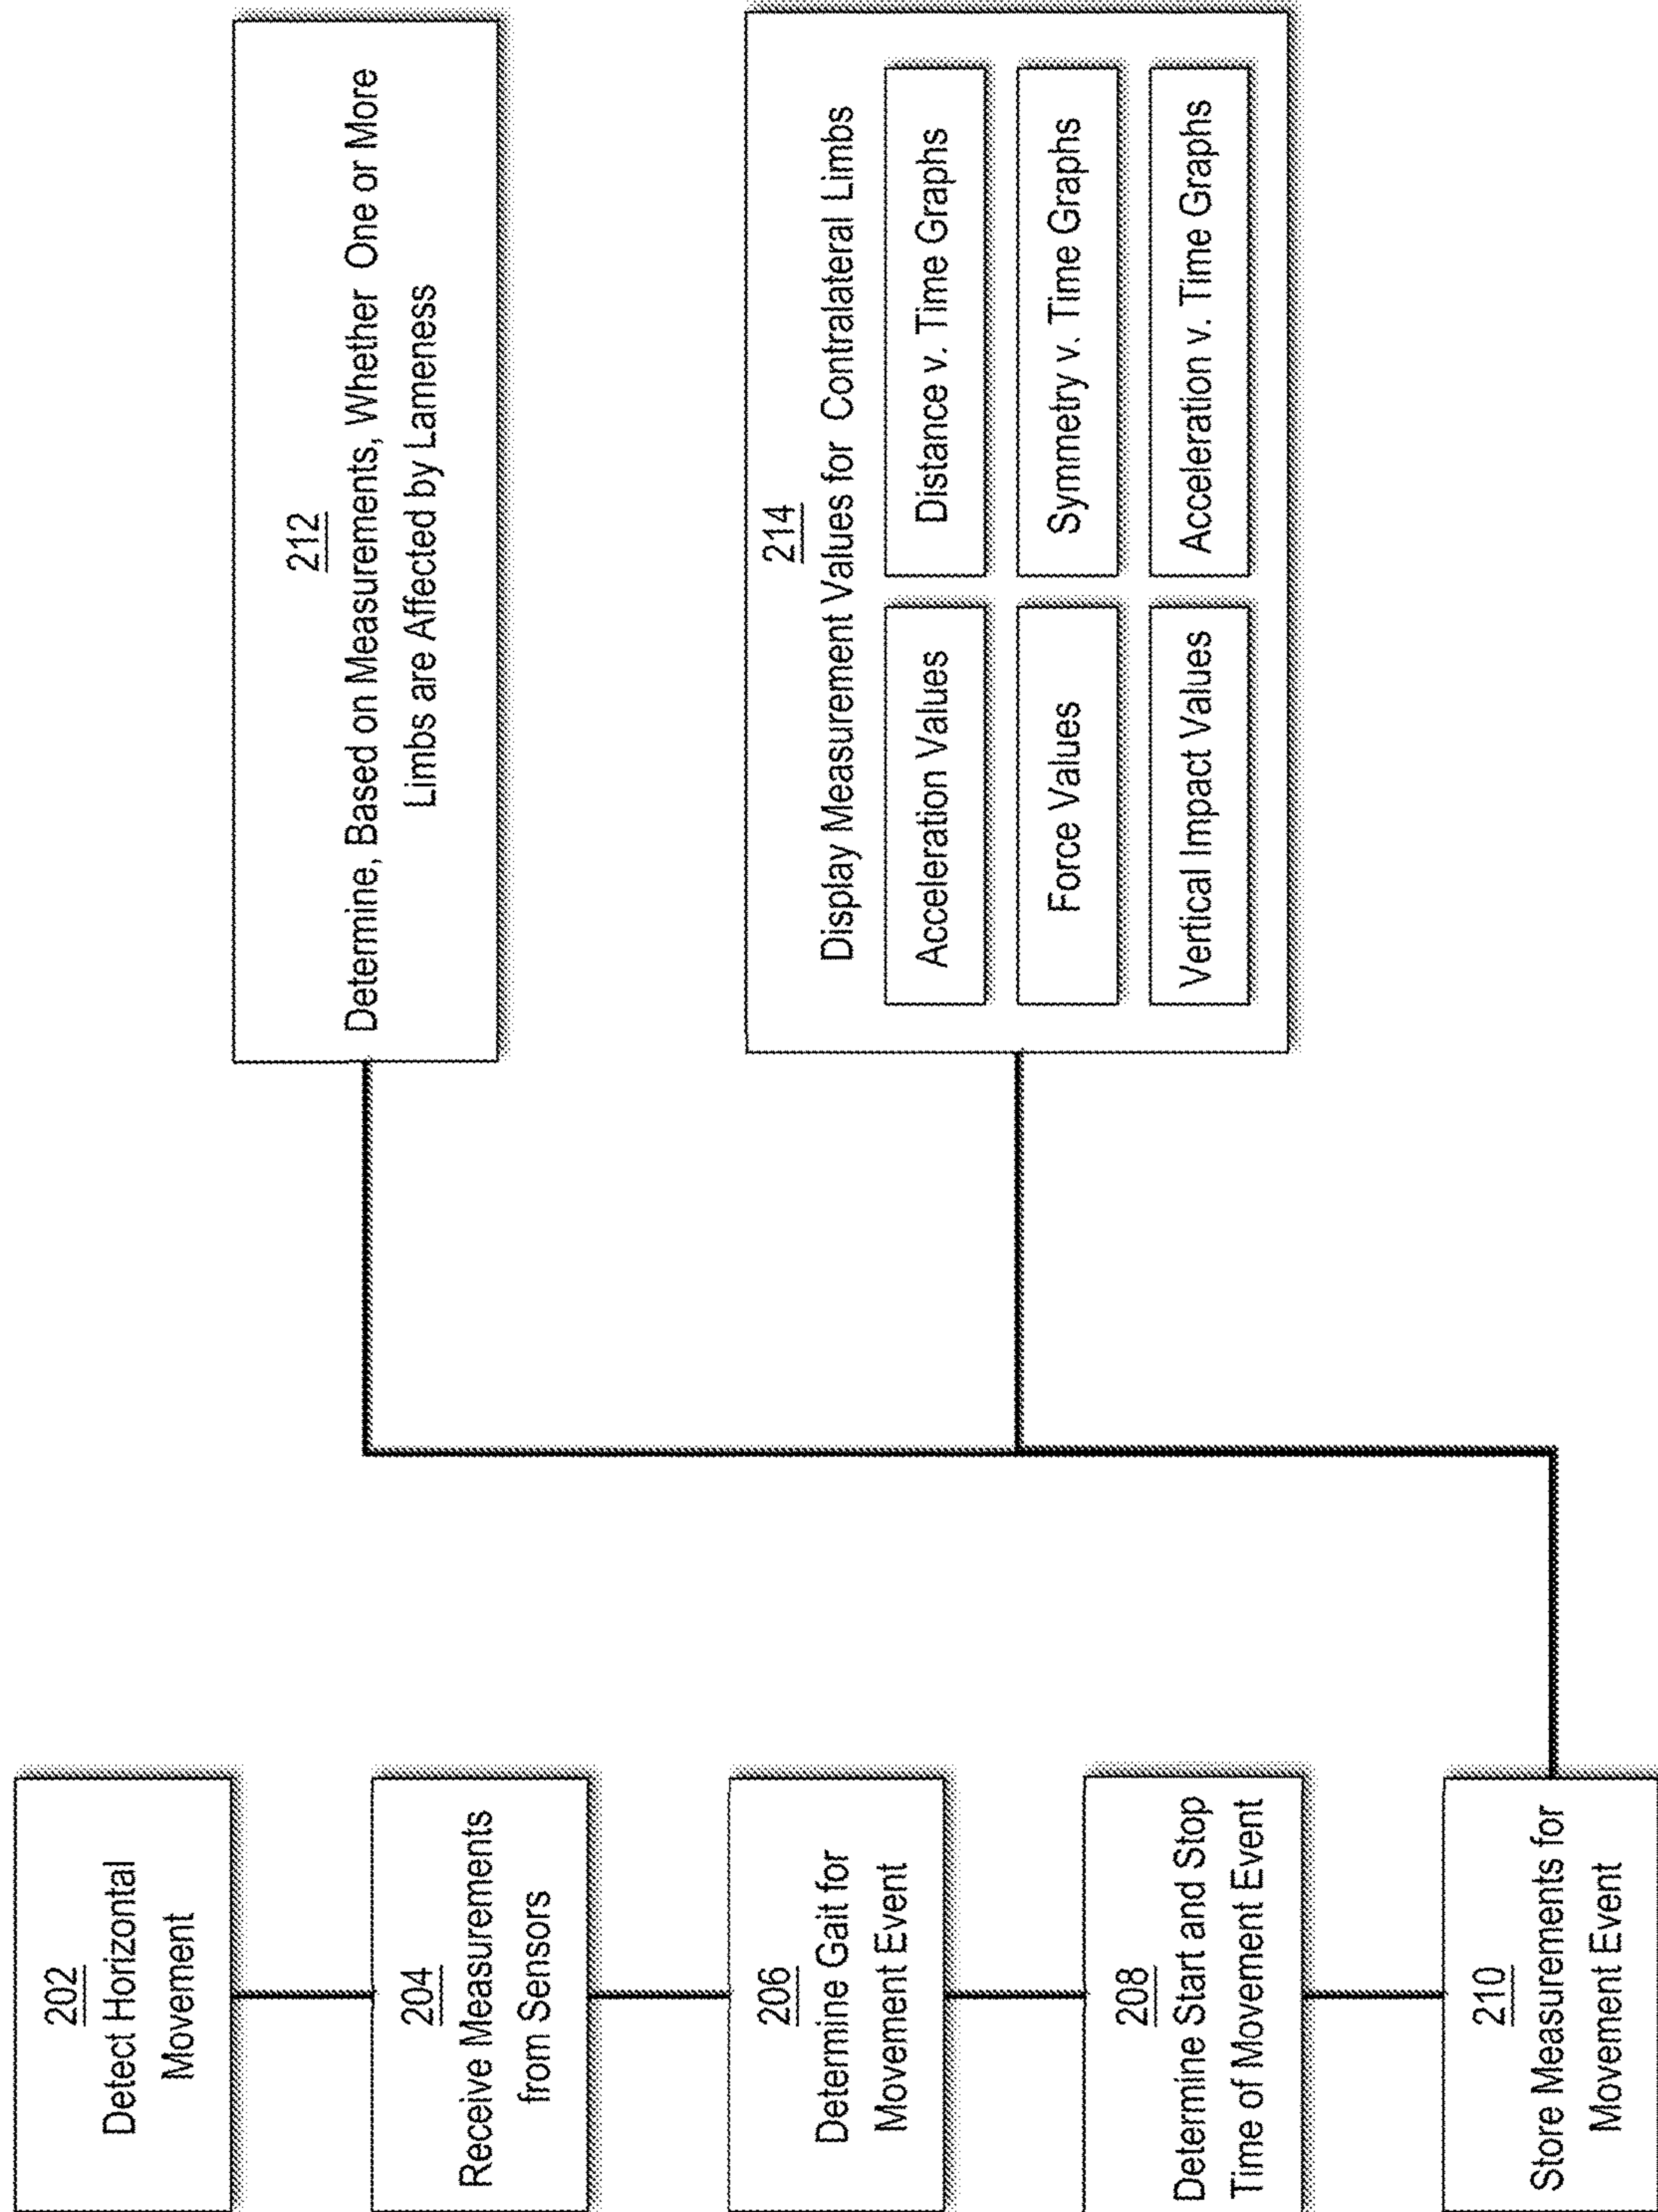 202
Detect Horizontal
Movement
204
Receive Measurements
from Sensors
206
Determine Gait for
Movement Event
208
Determine Start and Stop
Time of Movement Event
210
Store Measurements for
Movement Event
212
Determine, Based on Measurements, Whether One or More
Limbs are Affected by Lameness
214
Display Measurement Values for Contralateral Limbs
Acceleration Values
Distance v. Time Graphs
Force Values
Symmetry v. Time Graphs
Vertical Impact Values
Acceleration v. Time Graphs